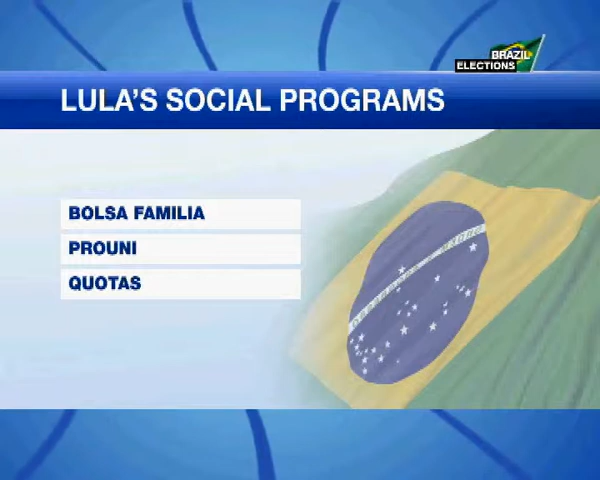 BRAZIL
ELECTIONS
LULA'S SOCIAL PROGRAMS
BOLSA FAMILIA
PROUNI
QUOTAS